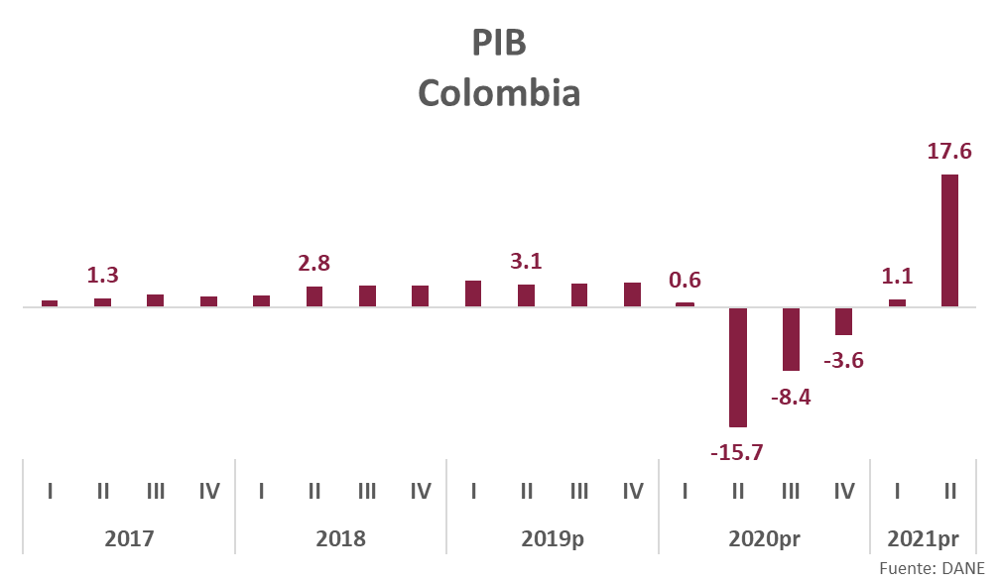 PIB
Colombia
17.6
1.3
2.8
3.1
0.6
1.1
-3.6
-8.4
-15.7
I II III IV I II III IV I II III IV I II III IV I II
2017 2018 2019p 2020pr 2021pr
Fuente: DANE